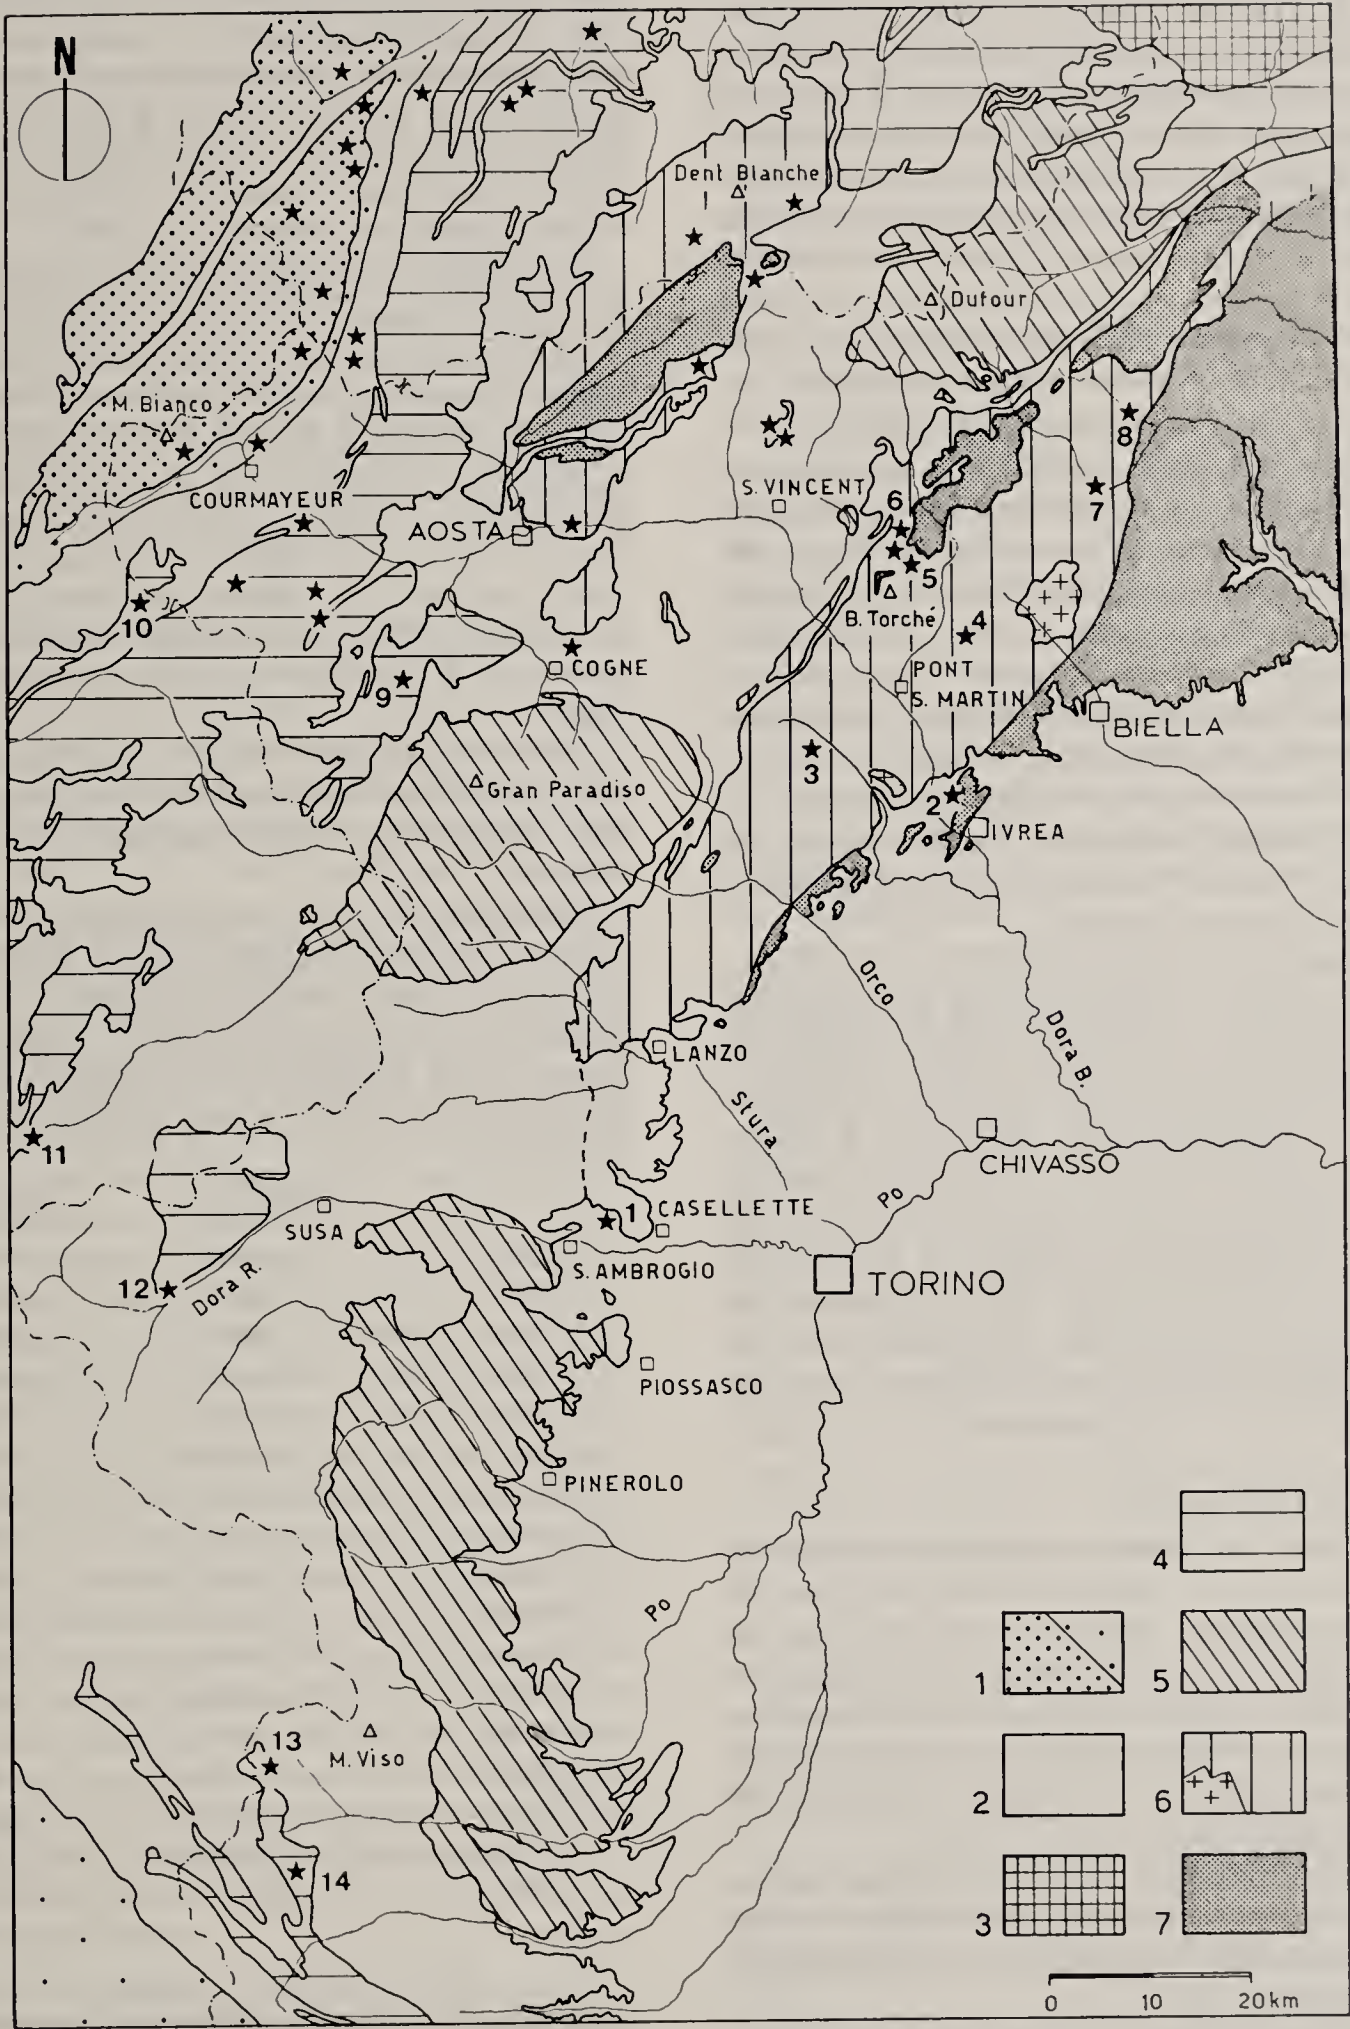 N
Dent Blanche
Dufour
M. Bianco
8
COURMAYEUR
S. VINCENT
6
7
AOSTA
5
B. Torché
10
4
COGNE
PONT
S. MARTIN
9
BIELLA
3
Gran Paradiso
2
IVREA
Orco
Dora B.
LANZO
Stura
11
CHIVASSO
Po
1
CASELLETTE
SUSA
S. AMBROGIO
12
Dora R.
TORINO
PIOSSASCO
PINEROLO
4
Po
1
5
13
M. Viso
2
6
14
3
7
0 10 20 km